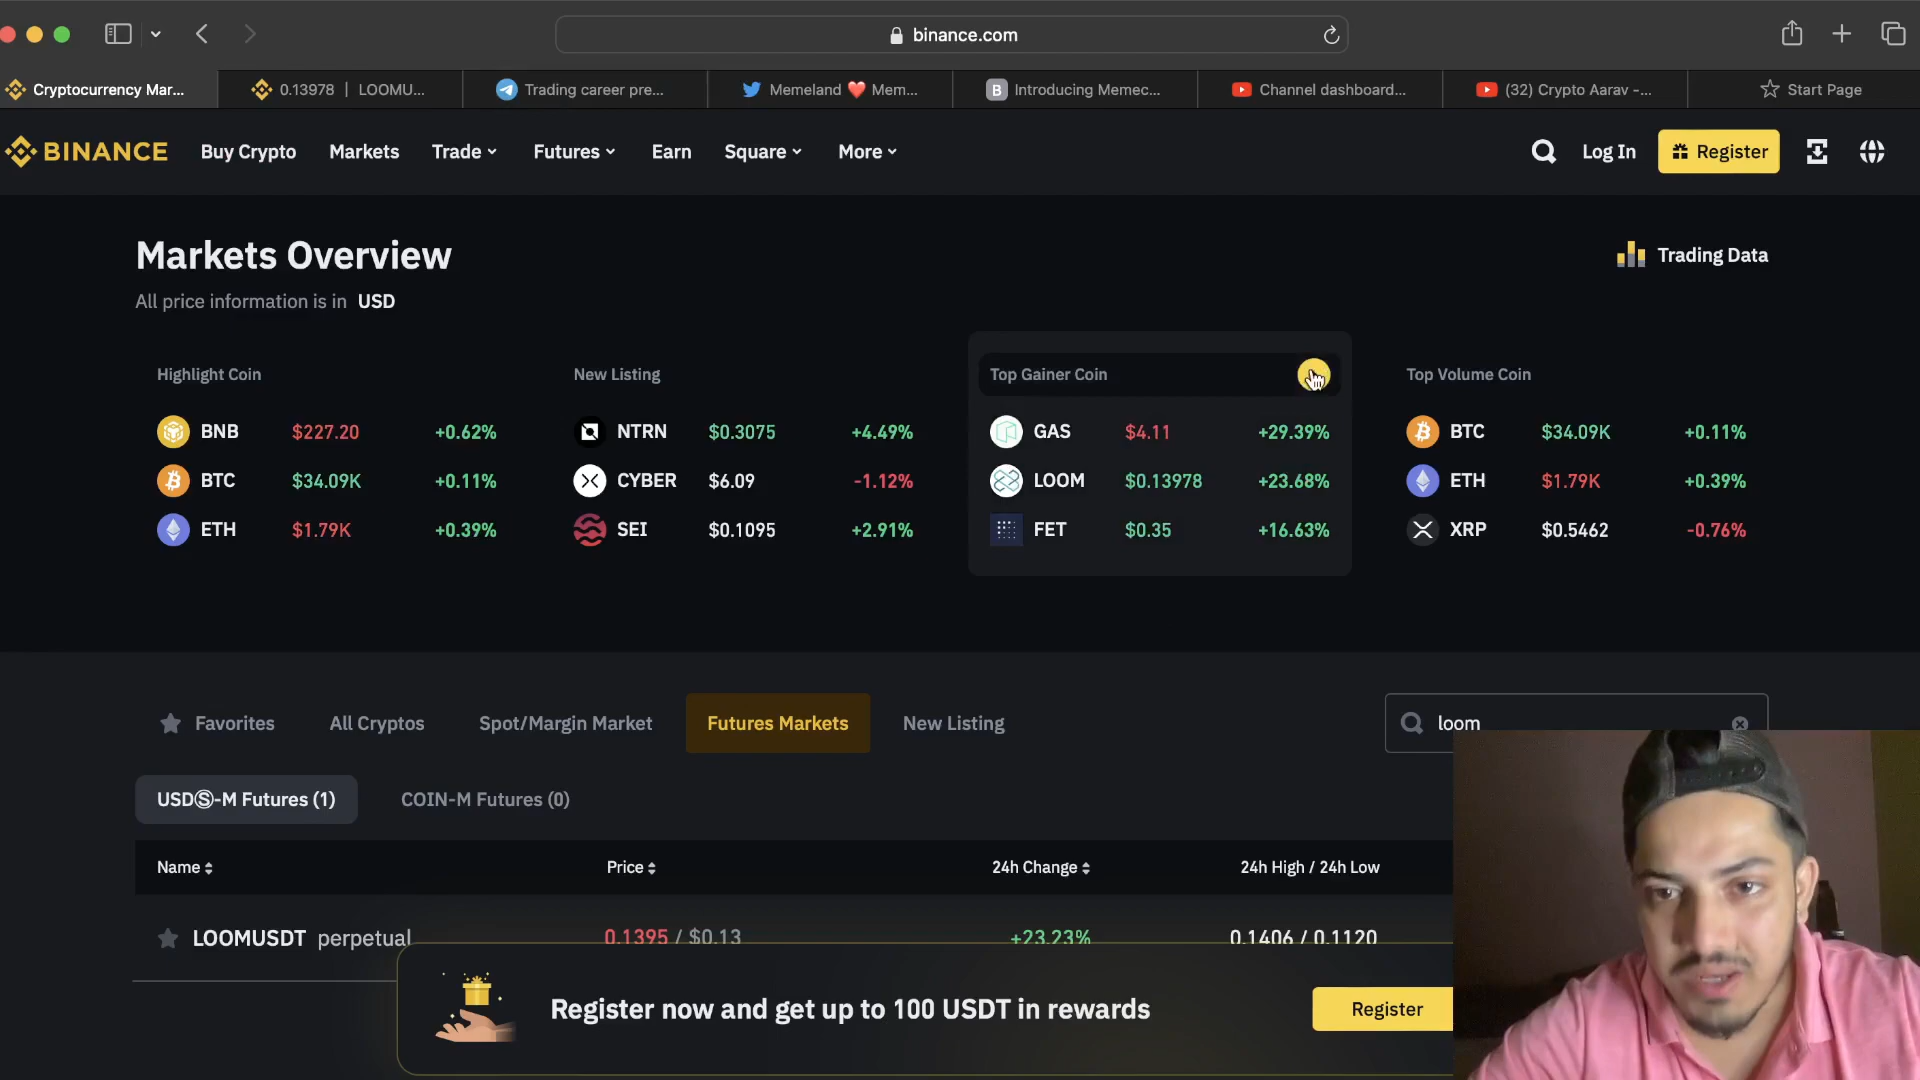 binance.com
Cryptocurrency Mar...
0.13978 | LOOMU...
Trading career pre...
Memeland ❤️ Mem...
B Introducing Memec...
Channel dashboard...
(32) Crypto Aarav -...
Start Page
BINANCE
Buy Crypto
Markets
Trade
Futures
Earn
Square
More
Log In
Register
Markets Overview
Trading Data
All price information is in USD
Highlight Coin
BNB $227.20 +0.62%
BTC $34.09K +0.11%
ETH $1.79K +0.39%
New Listing
NTRN $0.3075 +4.49%
CYBER $6.09 -1.12%
SEI $0.1095 +2.91%
Top Gainer Coin
GAS $4.11 +29.39%
LOOM $0.13978 +23.68%
FET $0.35 +16.63%
Top Volume Coin
BTC $34.09K +0.11%
ETH $1.79K +0.39%
XRP $0.5462 -0.76%
Favorites
All Cryptos
Spot/Margin Market
Futures Markets
New Listing
loom
USDⓈ-M Futures (1)
COIN-M Futures (0)
Name
Price
24h Change
24h High / 24h Low
LOOMUSDT perpetual
0.1395 / $0.13
+23.23%
0.1406 / 0.1120
Register now and get up to 100 USDT in rewards
Register